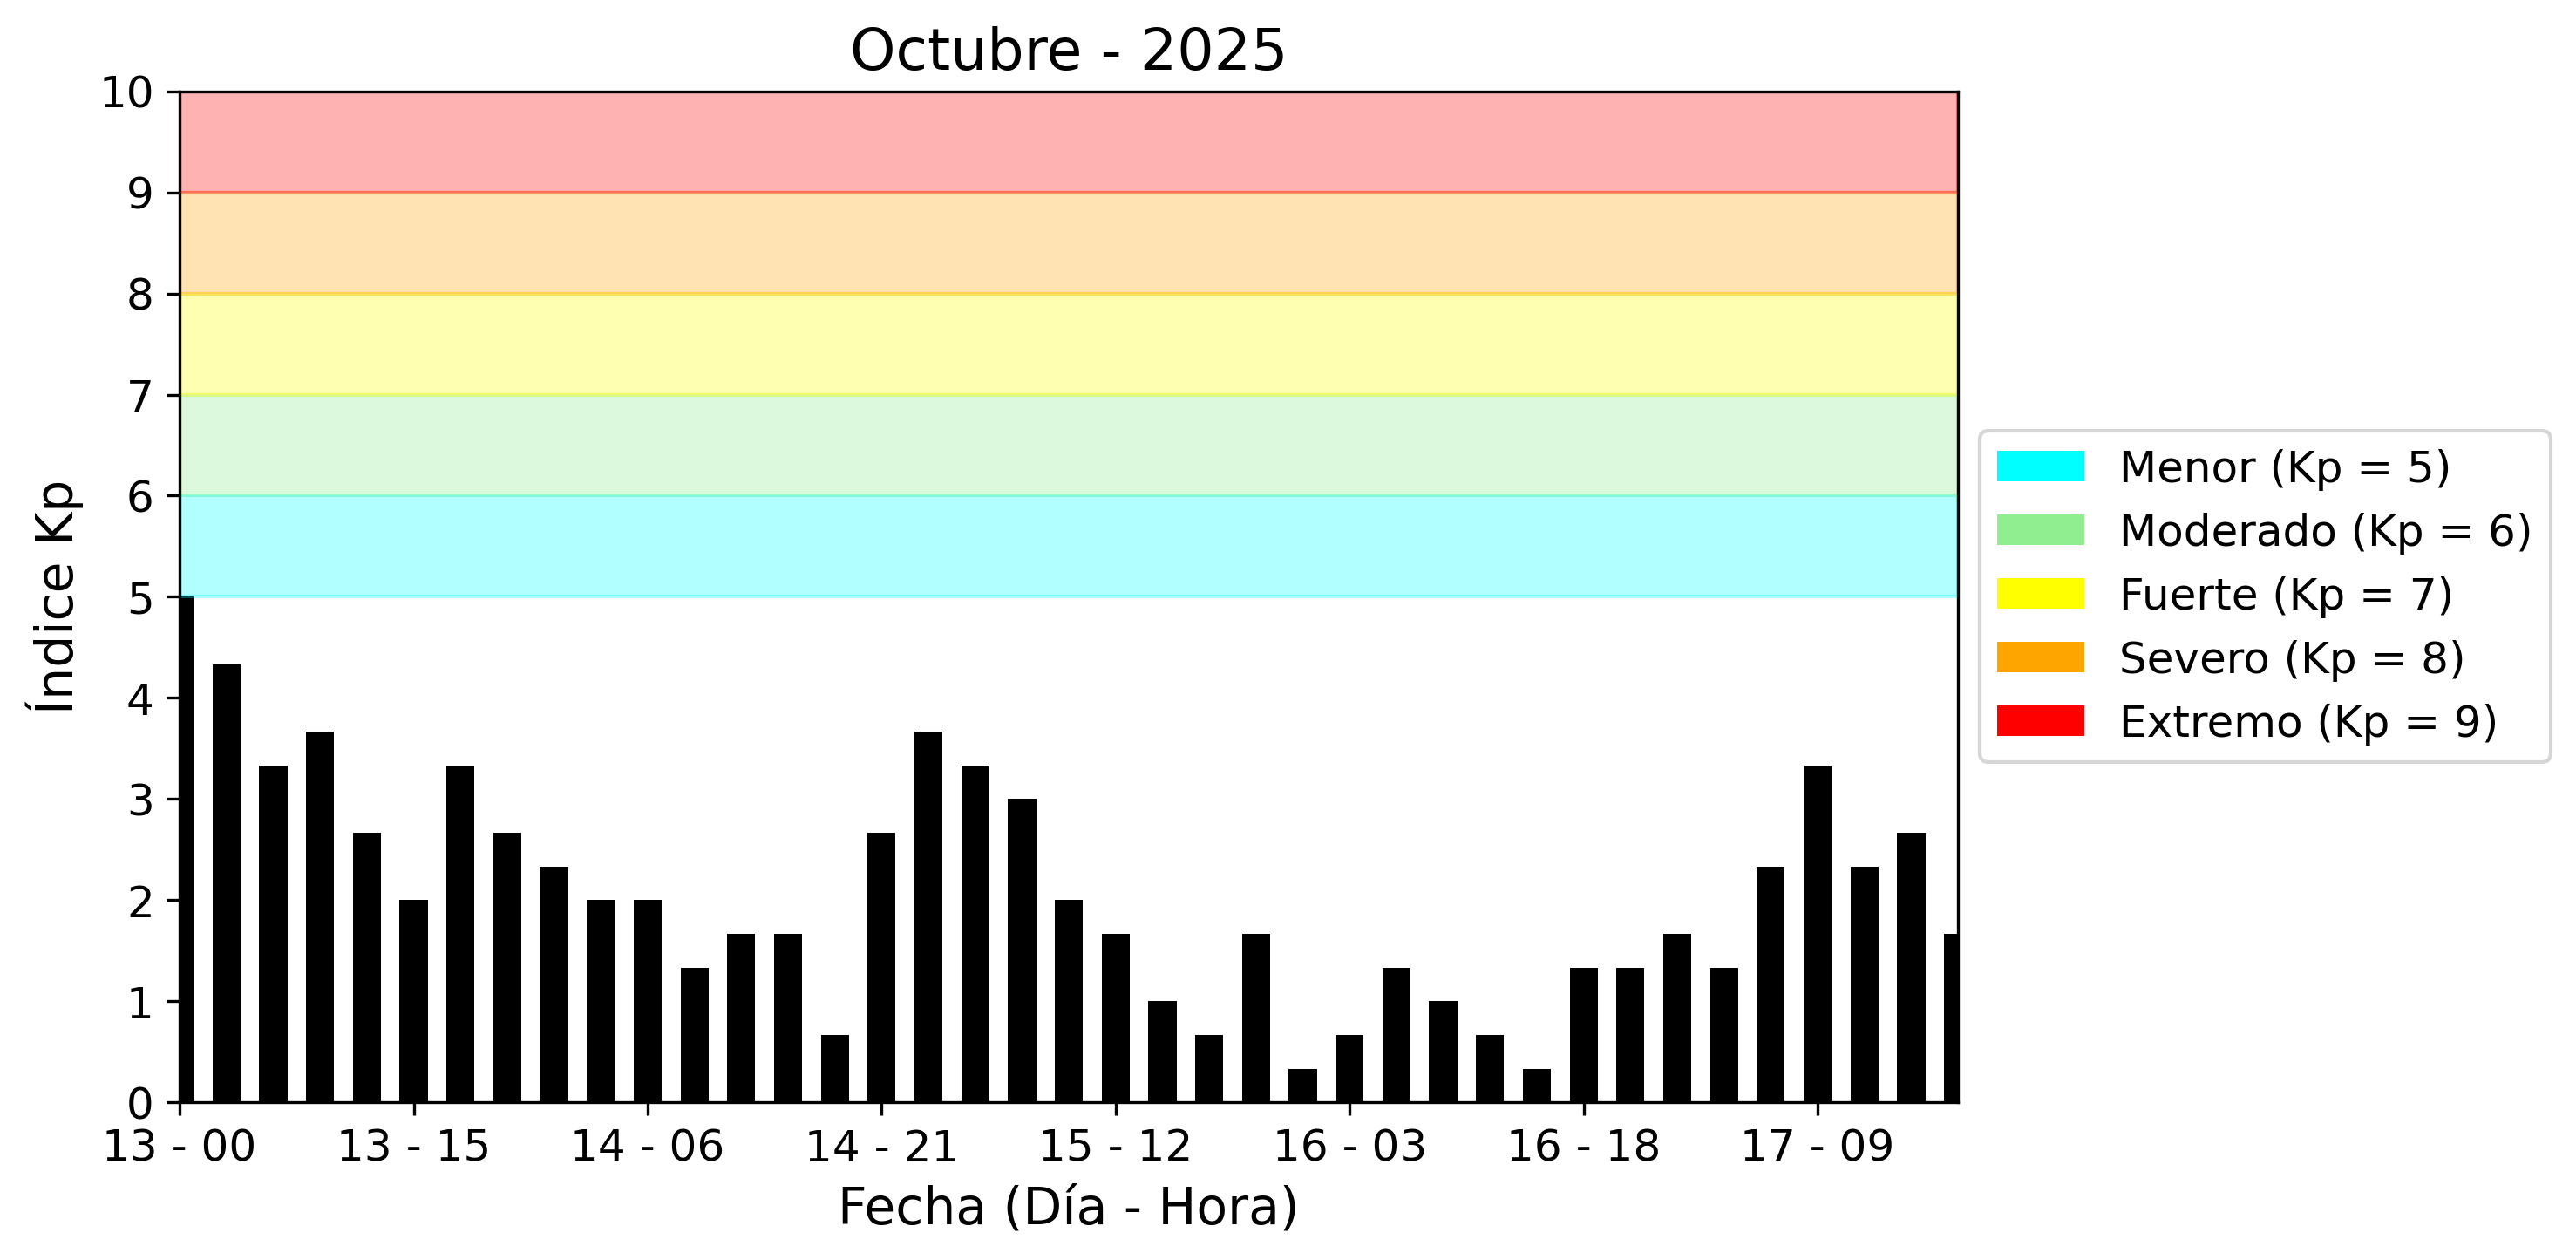 Octubre - 2025
10
9
8
7
6
5
4
3
2
1
0
Índice Kp
13 - 00 13 - 15 14 - 06 14 - 21 15 - 12 16 - 03 16 - 18 17 - 09
Fecha (Día - Hora)
Menor (Kp = 5)
Moderado (Kp = 6)
Fuerte (Kp = 7)
Severo (Kp = 8)
Extremo (Kp = 9)